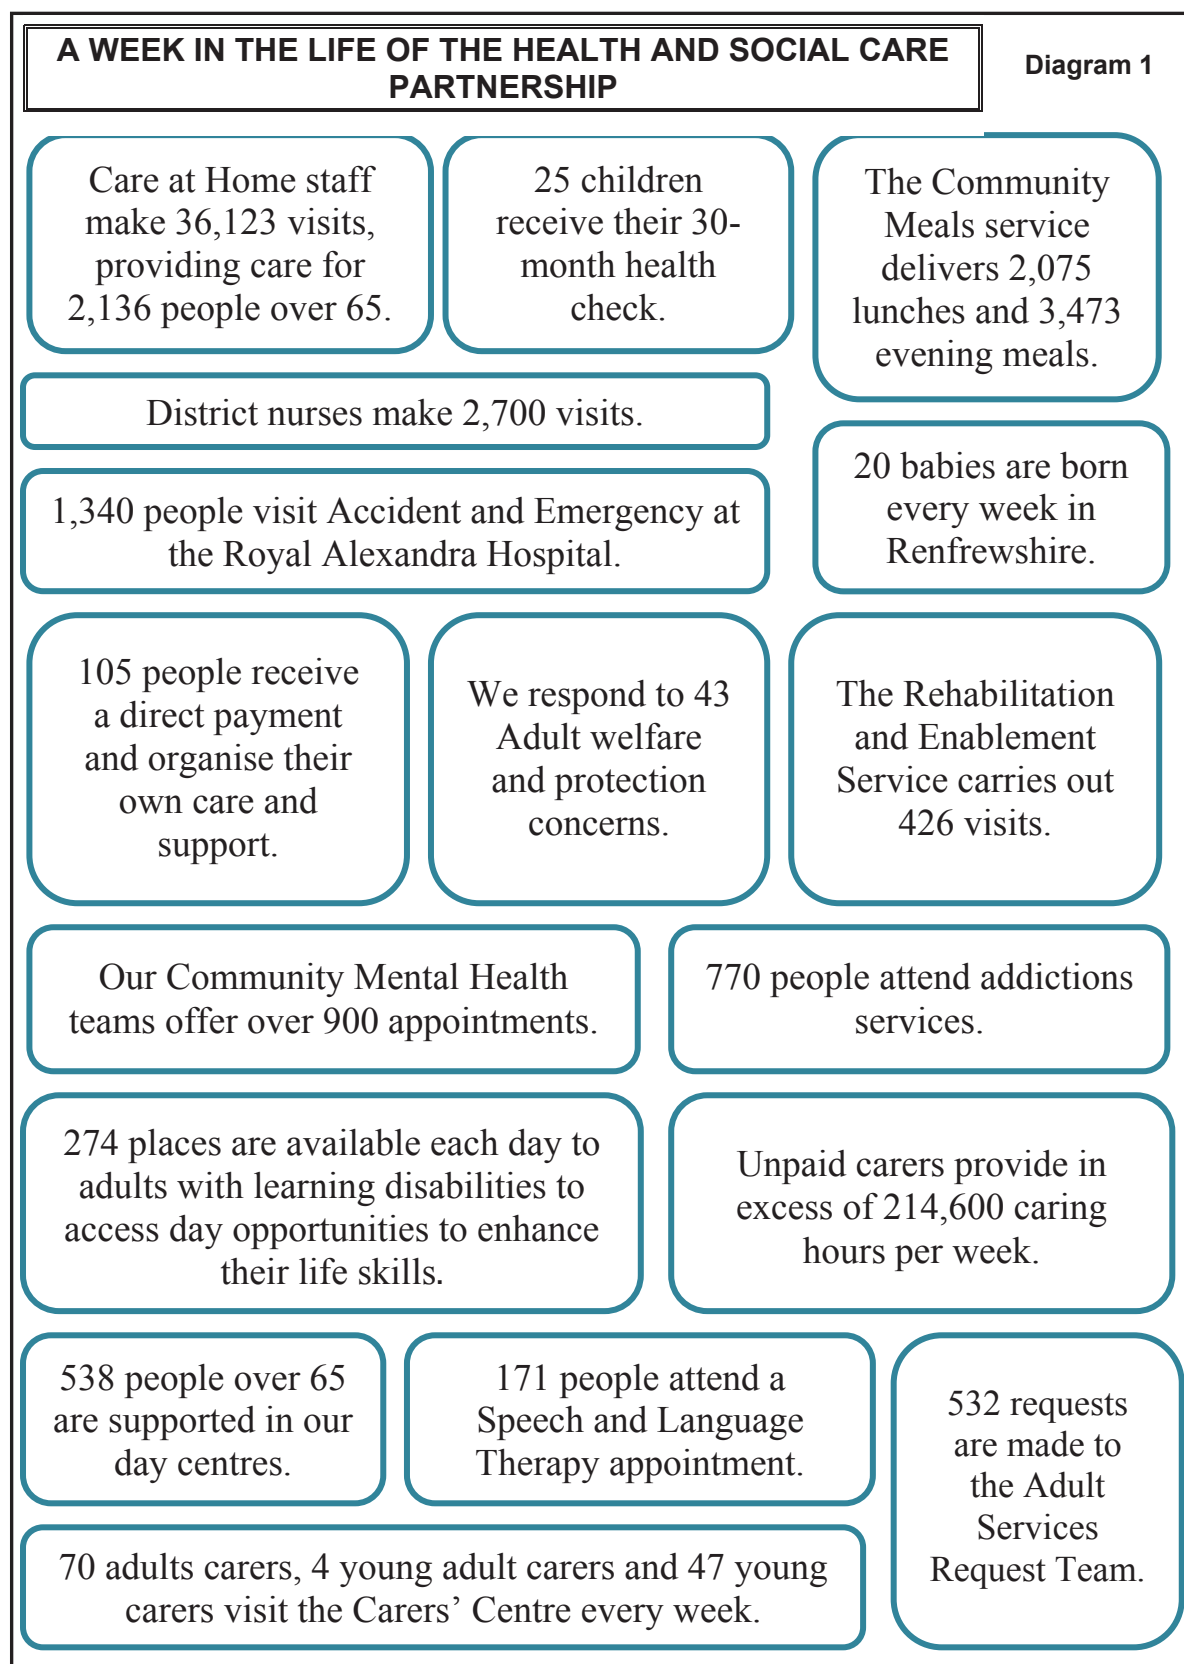 A WEEK IN THE LIFE OF THE HEALTH AND SOCIAL CARE
PARTNERSHIP
Diagram 1
Care at Home staff
make 36,123 visits,
providing care for
2,136 people over 65.
25 children
receive their 30-
month health
check.
The Community
Meals service
delivers 2,075
lunches and 3,473
evening meals.
District nurses make 2,700 visits.
20 babies are born
every week in
Renfrewshire.
1,340 people visit Accident and Emergency at
the Royal Alexandra Hospital.
105 people receive
a direct payment
and organise their
own care and
support.
We respond to 43
Adult welfare
and protection
concerns.
The Rehabilitation
and Enablement
Service carries out
426 visits.
Our Community Mental Health
teams offer over 900 appointments.
770 people attend addictions
services.
274 places are available each day to
adults with learning disabilities to
access day opportunities to enhance
their life skills.
Unpaid carers provide in
excess of 214,600 caring
hours per week.
538 people over 65
are supported in our
day centres.
171 people attend a
Speech and Language
Therapy appointment.
532 requests
are made to
the Adult
Services
Request Team.
70 adults carers, 4 young adult carers and 47 young
carers visit the Carers’ Centre every week.